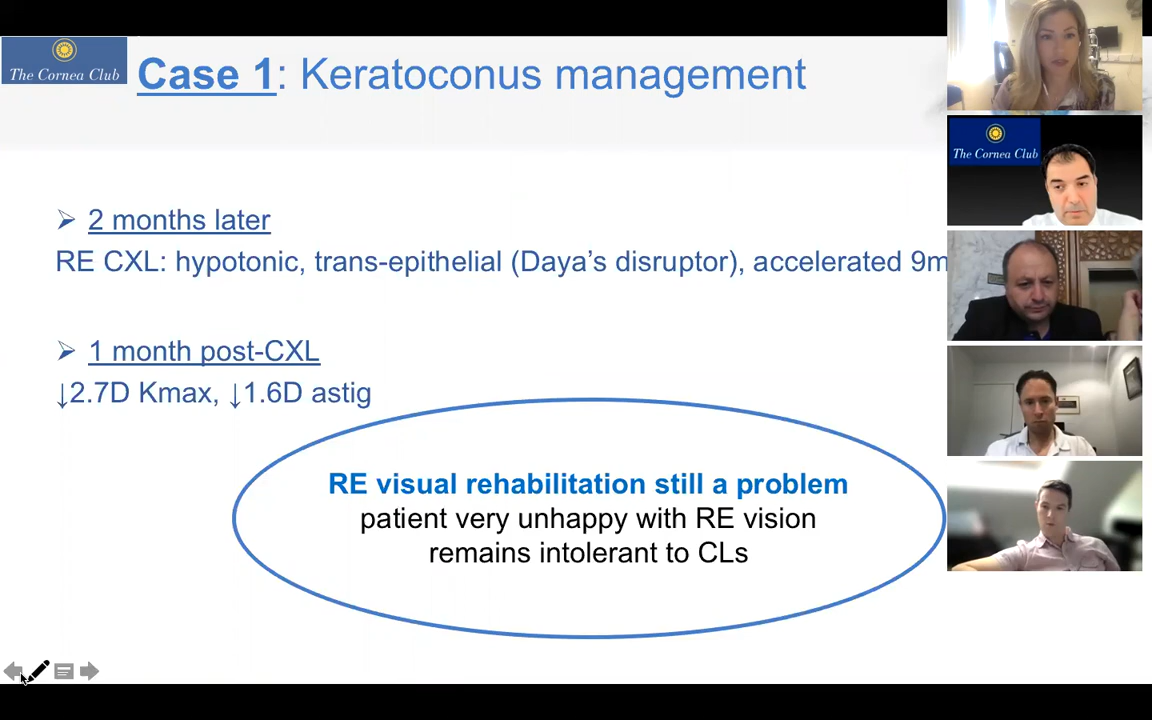 The Cornea Club
Case 1: Keratoconus management
➢ 2 months later
RE CXL: hypotonic, trans-epithelial (Daya's disruptor), accelerated 9m
➢ 1 month post-CXL
↓2.7D Kmax, ↓1.6D astig
RE visual rehabilitation still a problem
patient very unhappy with RE vision
remains intolerant to CLs
The Cornea Club